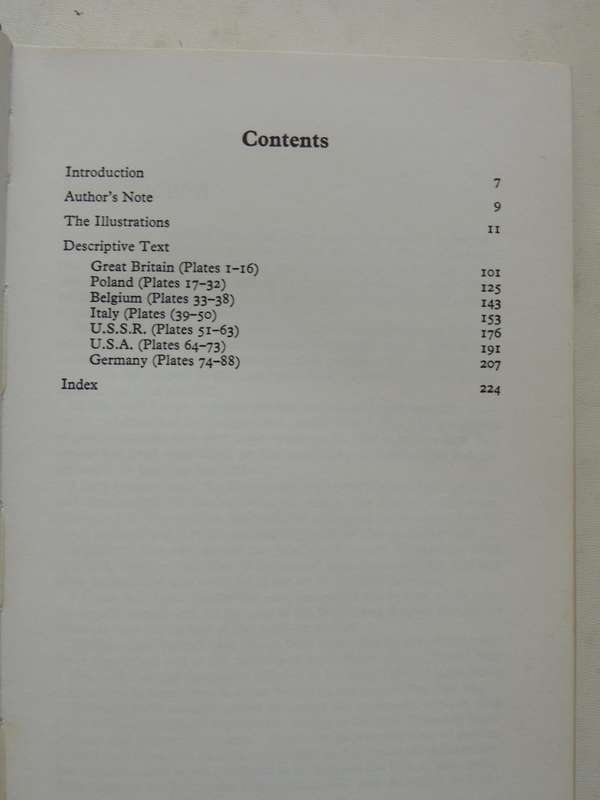 Contents
Introduction 7
Author's Note 9
The Illustrations 11
Descriptive Text
Great Britain (Plates 1–16) 101
Poland (Plates 17–32) 125
Belgium (Plates 33–38) 143
Italy (Plates (39–50) 153
U.S.S.R. (Plates 51–63) 176
U.S.A. (Plates 64–73) 191
Germany (Plates 74–88) 207
Index 224